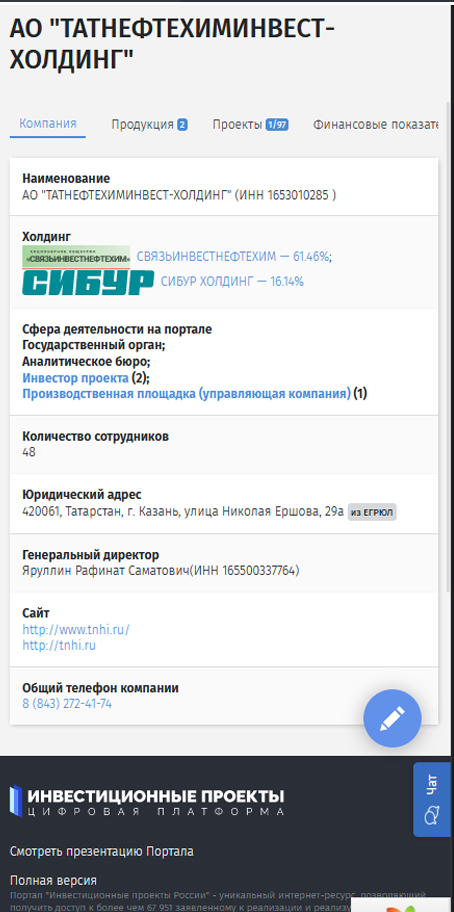 АО "ТАТНЕФТЕХИМИНВЕСТ-
ХОЛДИНГ"
Компания Продукция 2 Проекты 1/97 Финансовые показате
Наименование
АО "ТАТНЕФТЕХИМИНВЕСТ-ХОЛДИНГ" (ИНН 1653010285 )
Холдинг
«СВЯЗЬИНВЕСТНЕФТЕХИМ» СВЯЗЬИНВЕСТНЕФТЕХИМ — 61.46%;
СИБУР СИБУР ХОЛДИНГ — 16.14%
Сфера деятельности на портале
Государственный орган;
Аналитическое бюро;
Инвестор проекта (2);
Производственная площадка (управляющая компания) (1)
Количество сотрудников
48
Юридический адрес
420061, Татарстан, г. Казань, улица Николая Ершова, 29а из ЕГРЮЛ
Генеральный директор
Яруллин Рафинат Саматович(ИНН 165500337764)
Сайт
http://www.tnhi.ru/
http://tnhi.ru
Общий телефон компании
8 (843) 272-41-74
Чат
ИНВЕСТИЦИОННЫЕ ПРОЕКТЫ
ЦИФРОВАЯ ПЛАТФОРМА
Смотреть презентацию Портала
Полная версия
Портал "Инвестиционные проекты России" - уникальный интернет-ресурс, позволяющий
получить доступ к более чем 67 951 заявленному к реализации и реализу